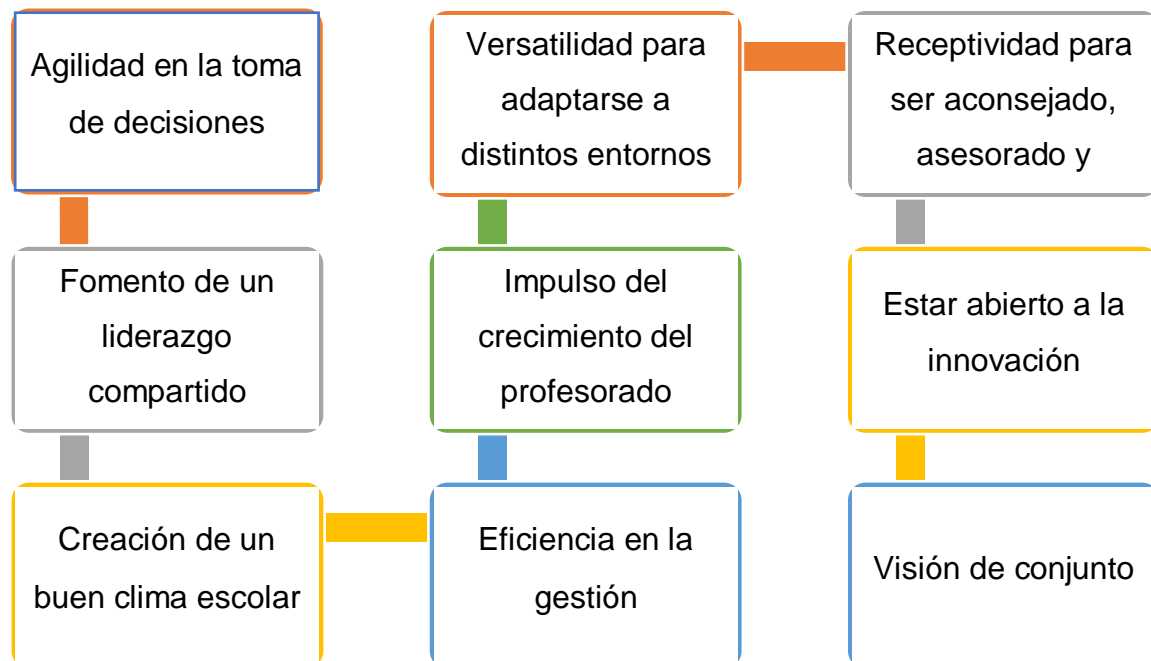 Agilidad en la toma
de decisiones
Fomento de un
liderazgo
compartido
Creación de un
buen clima escolar
Eficiencia en la
gestión
Impulso del
crecimiento del
profesorado
Versatilidad para
adaptarse a
distintos entornos
Receptividad para
ser aconsejado,
asesorado y
Estar abierto a la
innovación
Visión de conjunto